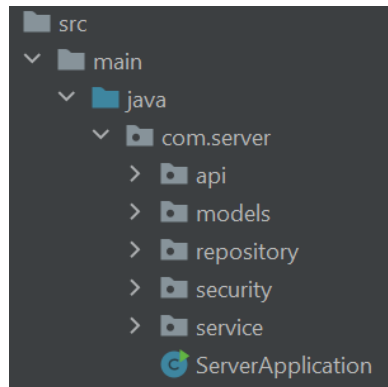 src
main
java
com.server
api
models
repository
security
service
ServerApplication